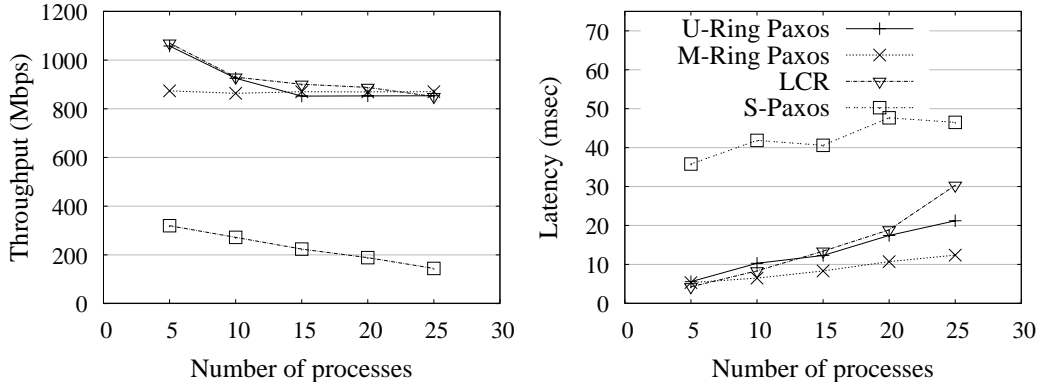 Throughput (Mbps)
1200
1000
800
600
400
200
0
0 5 10 15 20 25 30
Number of processes
Latency (msec)
70
60
50
40
30
20
10
0
U-Ring Paxos
M-Ring Paxos
LCR
S-Paxos
0 5 10 15 20 25 30
Number of processes